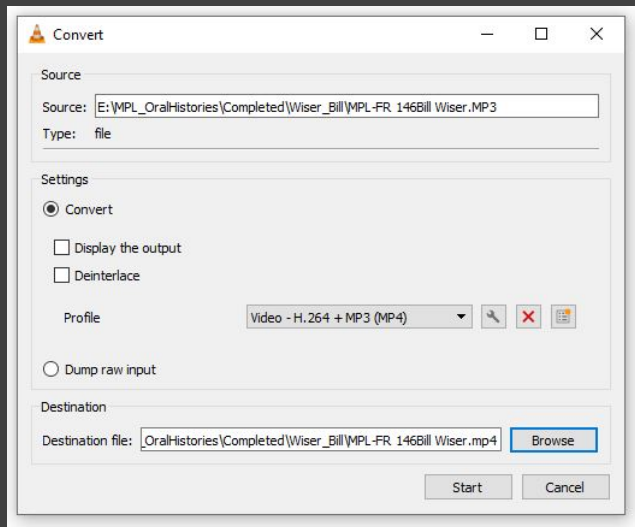 Convert
Source
Source: E:\MPL_OralHistories\Completed\Wiser_Bill\MPL-FR 146Bill Wiser.MP3
Type: file
Settings
Convert
Display the output
Deinterlace
Profile Video - H.264 + MP3 (MP4)
Dump raw input
Destination
Destination file: _OralHistories\Completed\Wiser_Bill\MPL-FR 146Bill Wiser.mp4 Browse
Start Cancel